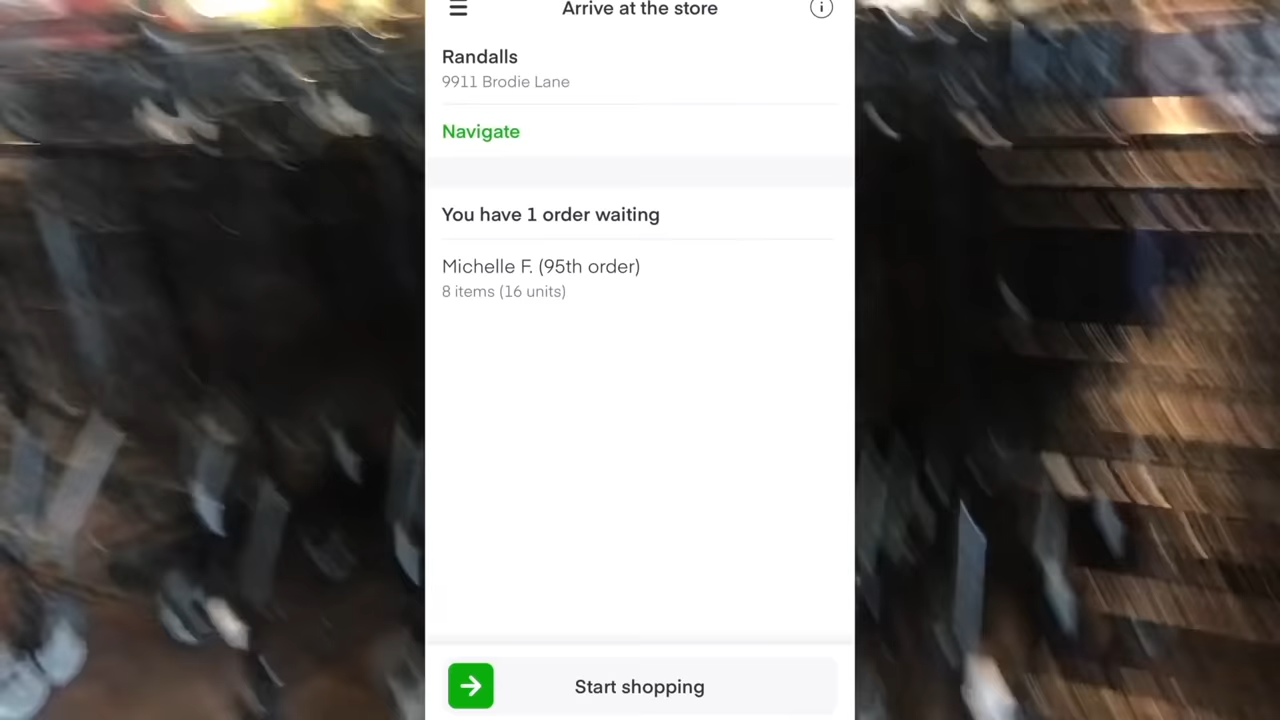 Arrive at the store
Randalls
9911 Brodie Lane
Navigate
You have 1 order waiting
Michelle F. (95th order)
8 items (16 units)
Start shopping